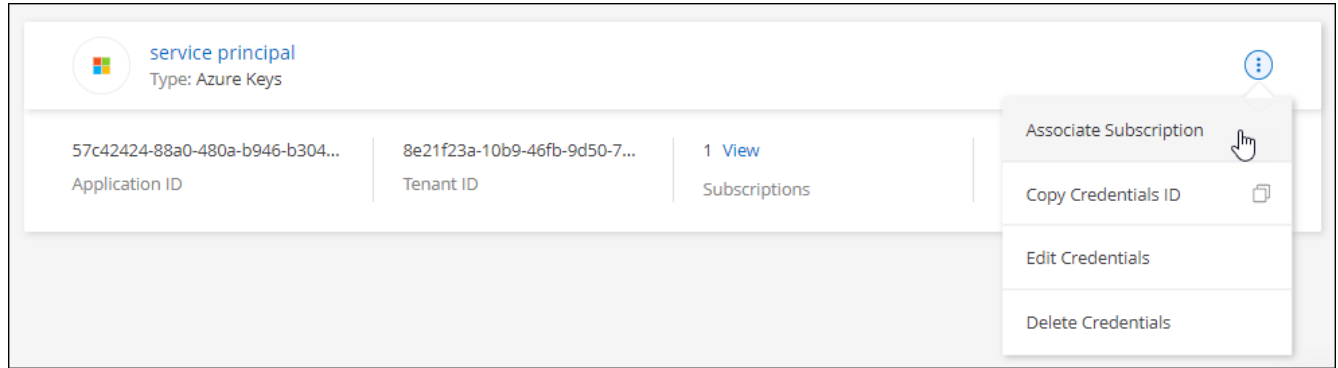 service principal
Type: Azure Keys
57c42424-88a0-480a-b946-b304...
Application ID
8e21f23a-10b9-46fb-9d50-7...
Tenant ID
1 View
Subscriptions
Associate Subscription
Copy Credentials ID
Edit Credentials
Delete Credentials